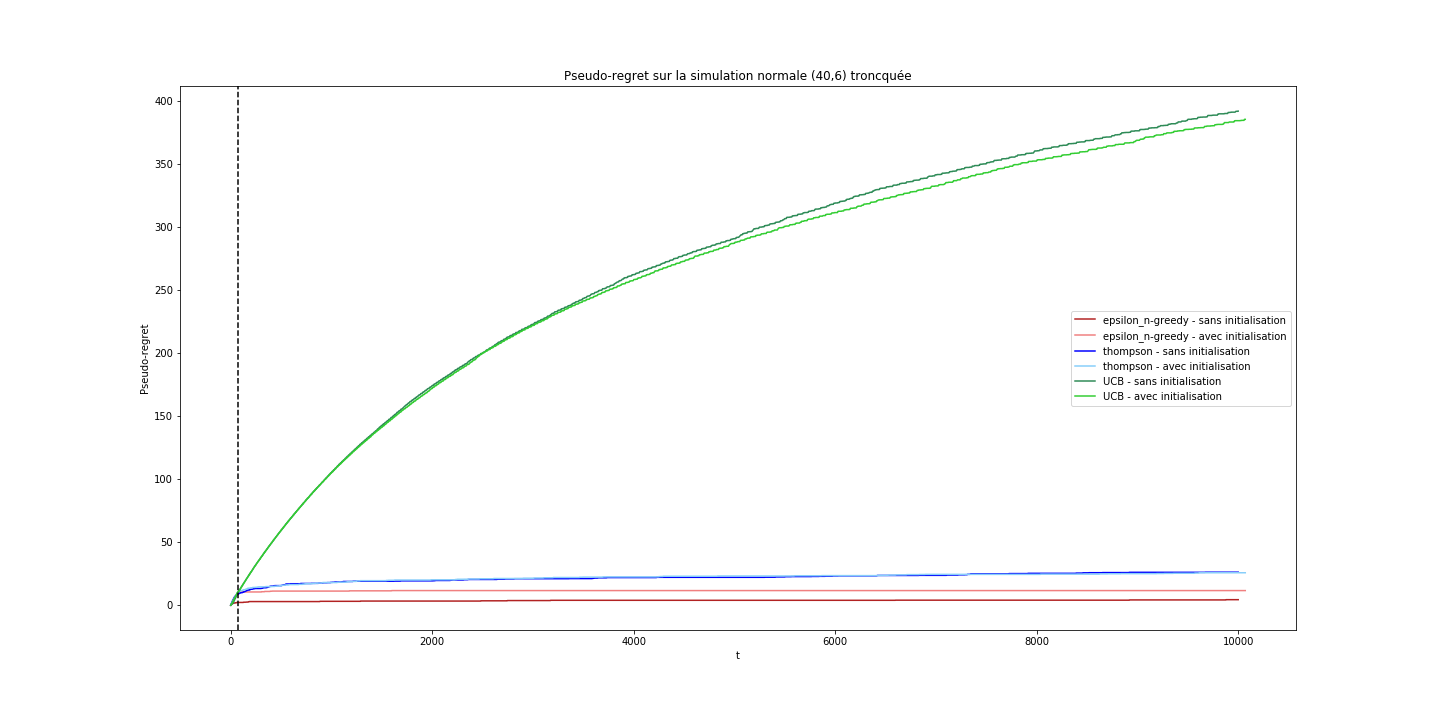 Pseudo-regret sur la simulation normale (40,6) troncquée
400
350
300
250
200
150
100
50
0
Pseudo-regret
epsilon_n-greedy - sans initialisation
epsilon_n-greedy - avec initialisation
thompson - sans initialisation
thompson - avec initialisation
UCB - sans initialisation
UCB - avec initialisation
0 2000 4000 6000 8000 10000
t